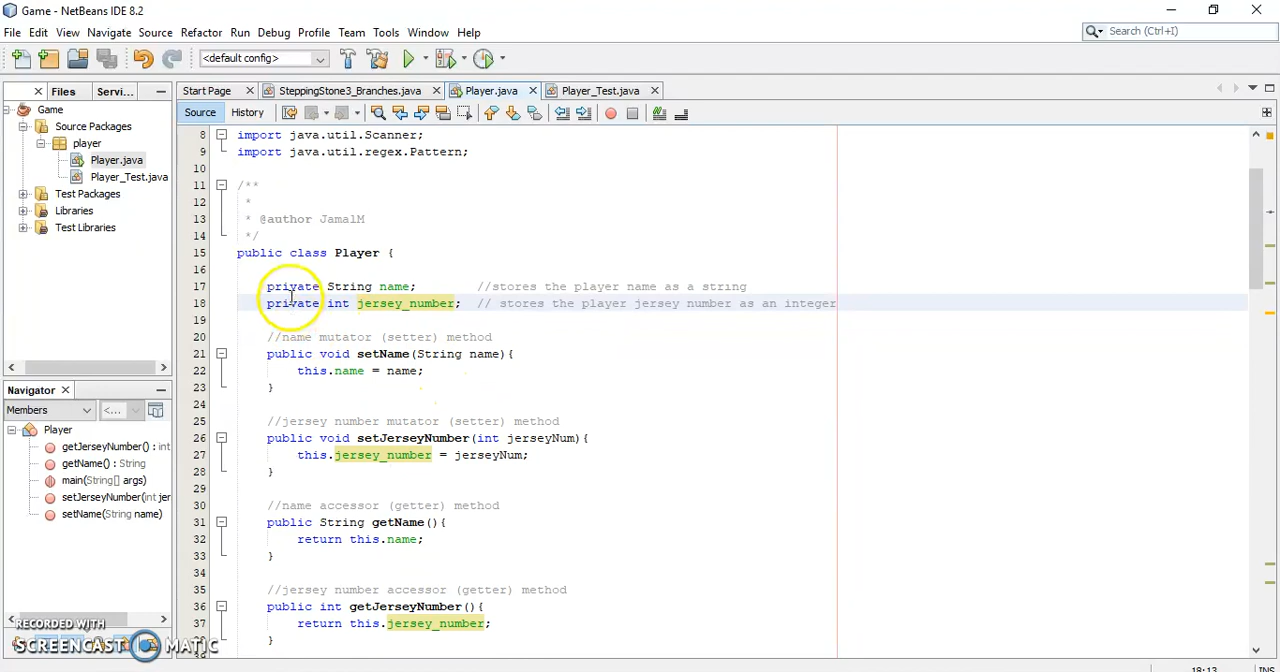 Game - NetBeans IDE 8.2
File Edit View Navigate Source Refactor Run Debug Profile Team Tools Window Help
Search (Ctrl+I)
<default config>
Files Servi...
Start Page SteppingStone3_Branches.java Player.java Player_Test.java
Source History
Game
Source Packages
player
Player.java
Player_Test.java
Test Packages
Libraries
Test Libraries
Navigator
Members <...
Player
getJerseyNumber() : int
getName() : String
main(String[] args)
setJerseyNumber(int jer
setName(String name)
8 import java.util.Scanner;
9 import java.util.regex.Pattern;
10
11 /**
12 *
13 * @author JamalM
14 */
15 public class Player {
16
17 private String name; //stores the player name as a string
18 private int jersey_number; // stores the player jersey number as an integer
19
20 //name mutator (setter) method
21 public void setName(String name){
22 this.name = name;
23 }
24
25 //jersey number mutator (setter) method
26 public void setJerseyNumber(int jerseyNum){
27 this.jersey_number = jerseyNum;
28 }
29
30 //name accessor (getter) method
31 public String getName(){
32 return this.name;
33 }
34
35 //jersey number accessor (getter) method
36 public int getJerseyNumber(){
37 return this.jersey_number;
38 }
RECORDED WITH
SCREENCAST MATIC
18:13 INS